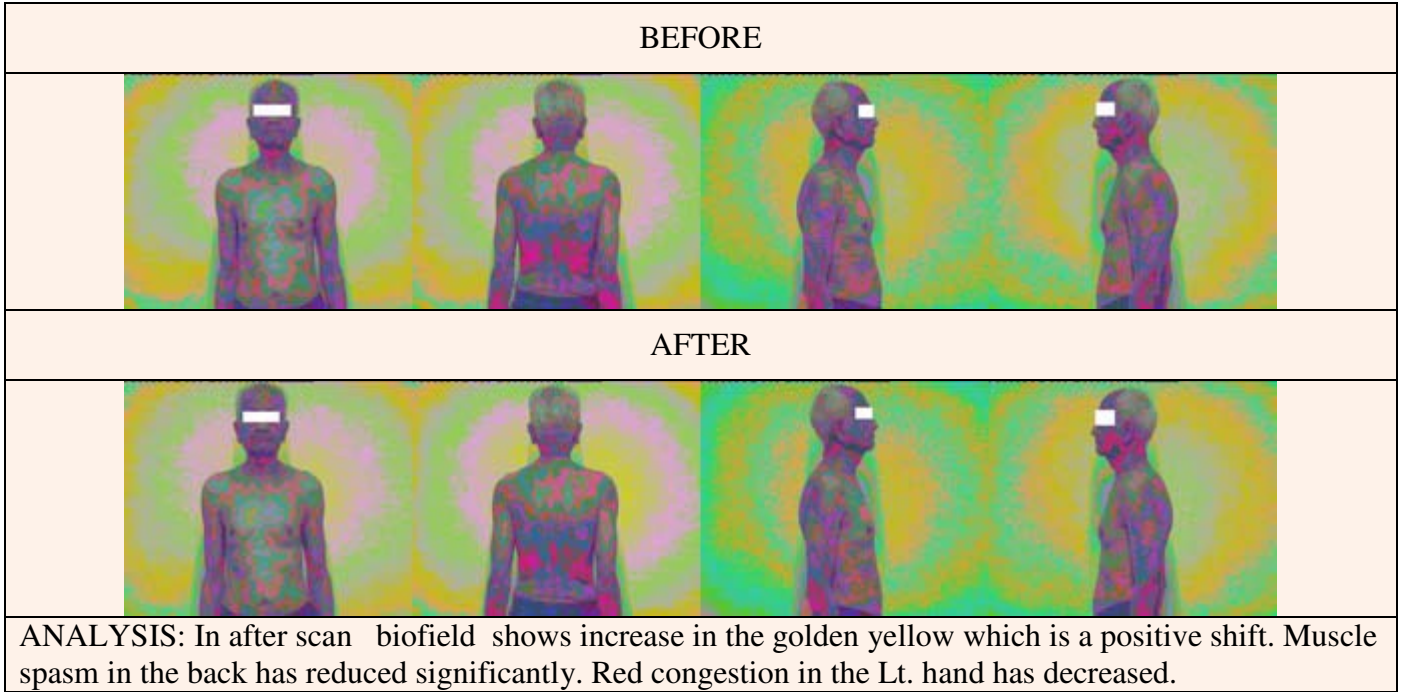 BEFORE
AFTER
ANALYSIS: In after scan biofield shows increase in the golden yellow which is a positive shift. Muscle
spasm in the back has reduced significantly. Red congestion in the Lt. hand has decreased.